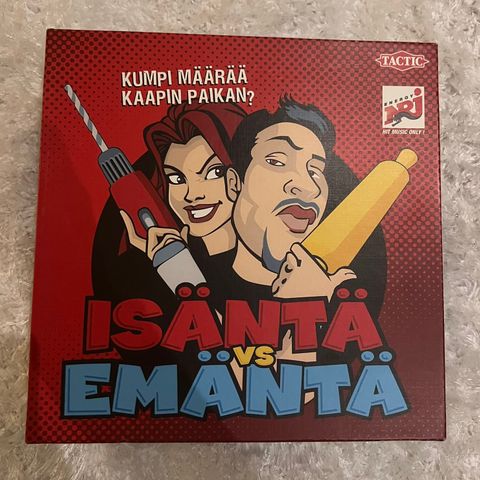 KUMPI MÄÄRÄÄ
KAAPIN PAIKAN?
TACTIC
ENERGY
NRJ
HIT MUSIC ONLY!
ISÄNTÄ
VS
EMÄNTÄ